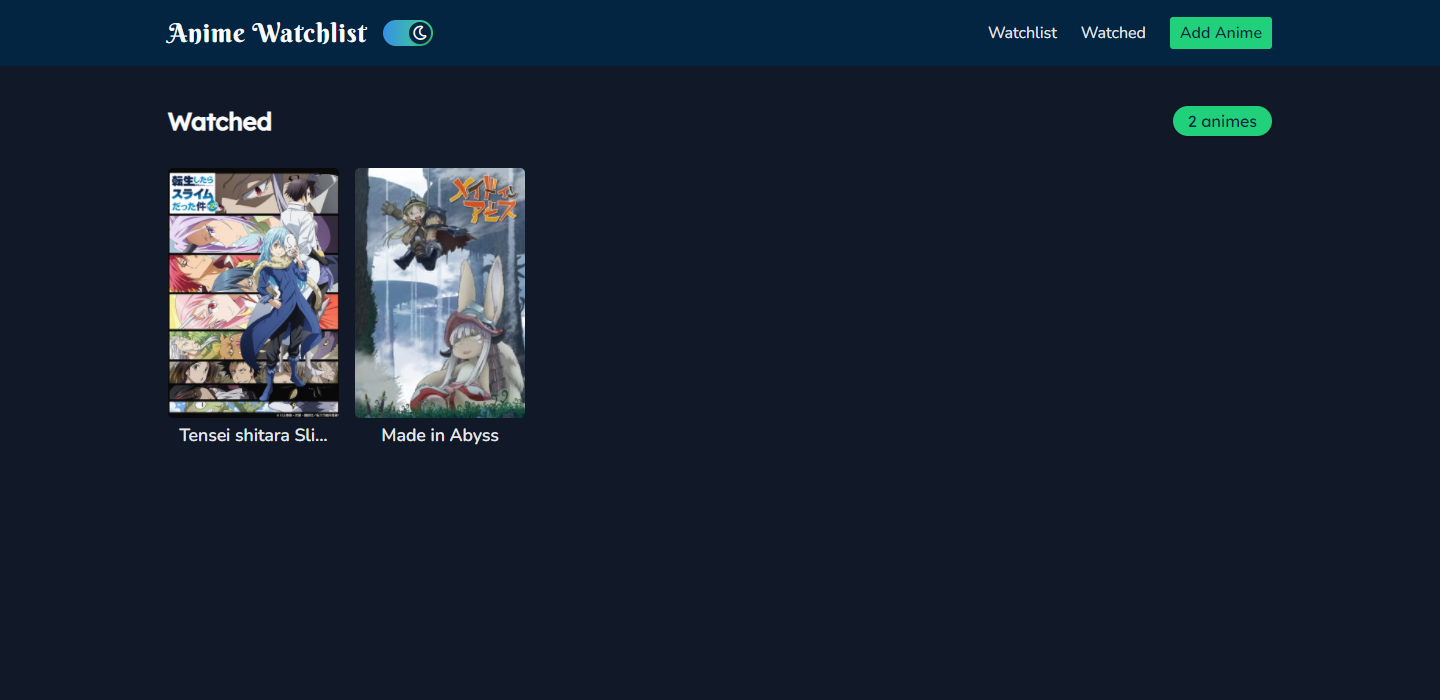 Anime Watchlist
Watchlist
Watched
Add Anime
Watched
2 animes
転生したら
スライム
だった件
メイドイン
アビス
Tensei shitara Sli...
Made in Abyss